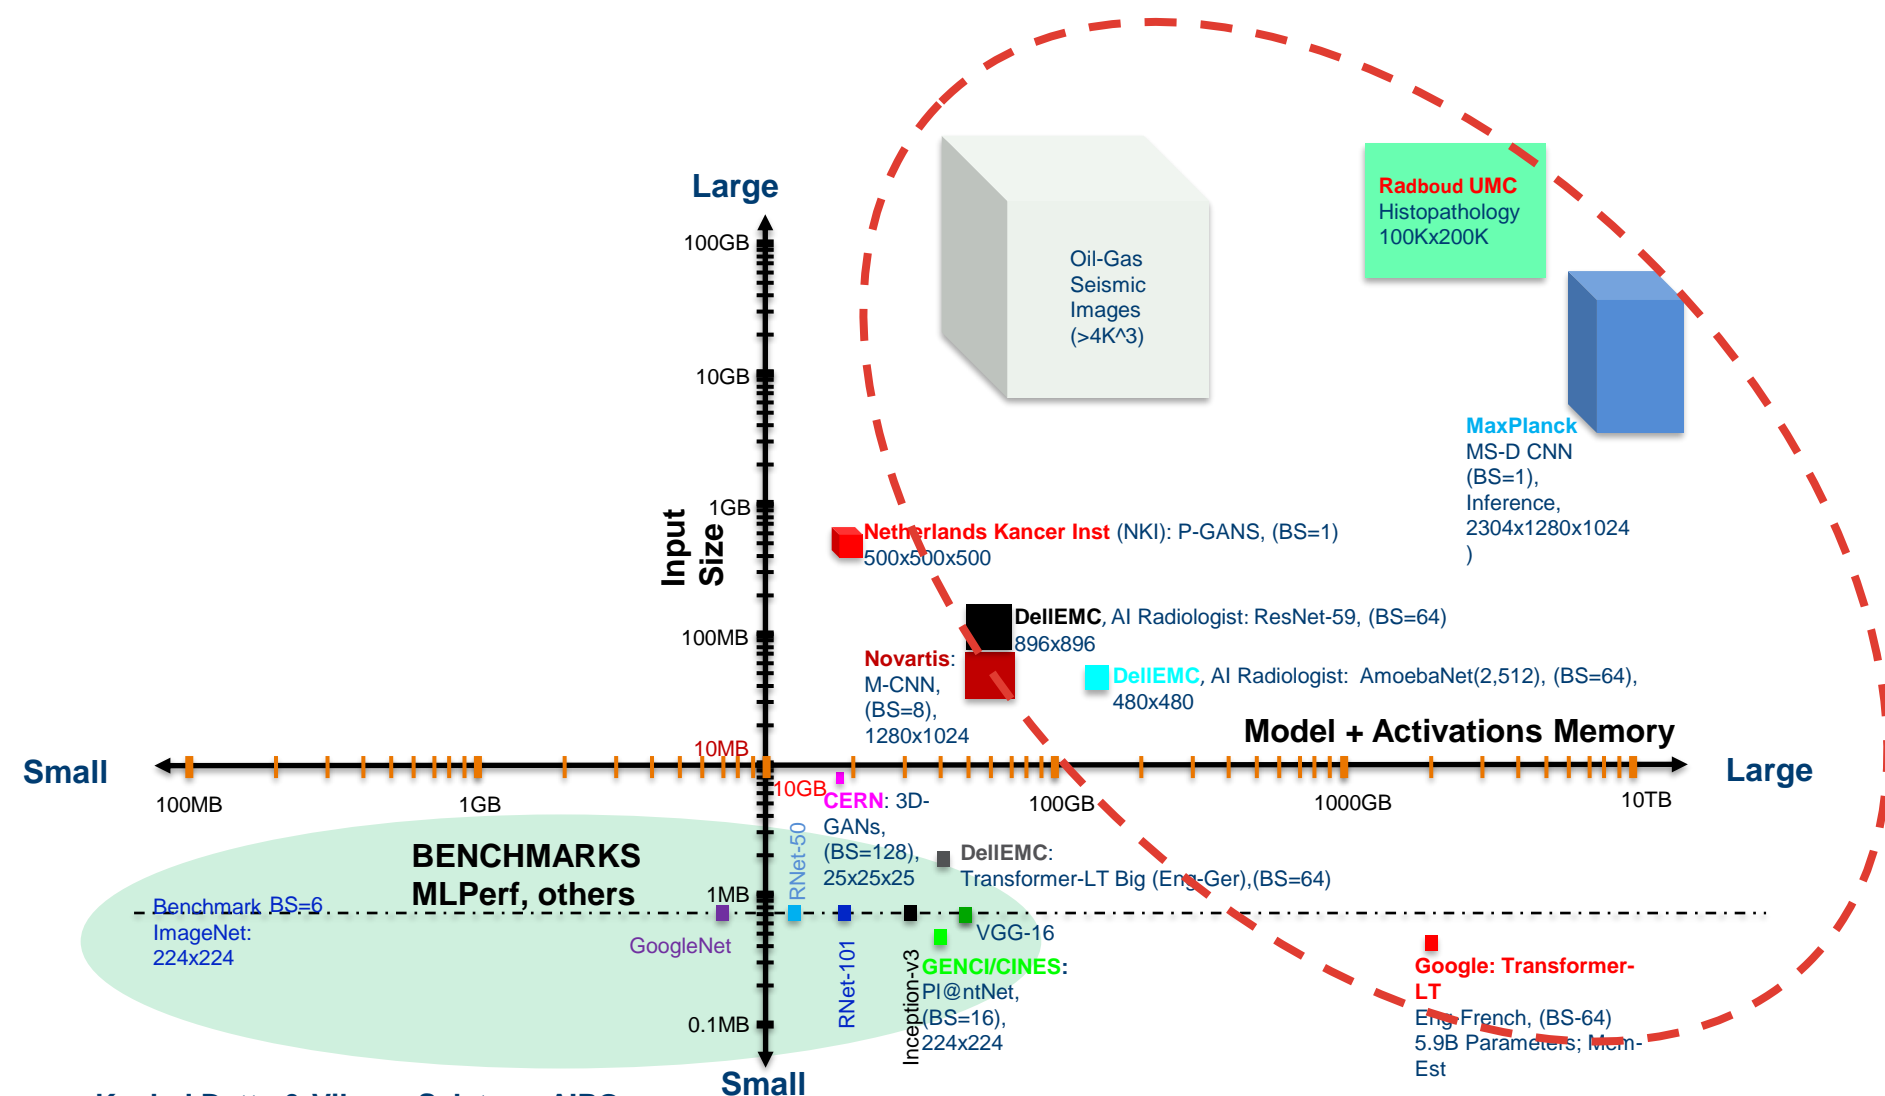 Large
100GB
10GB
1GB
100MB
10MB
Input
Size
Oil-Gas
Seismic
Images
(>4K^3)
Radboud UMC
Histopathology
100Kx200K
MaxPlanck
MS-D CNN
(BS=1),
Inference,
2304x1280x1024
)
Netherlands Kancer Inst (NKI): P-GANS, (BS=1)
500x500x500
DellEMC, AI Radiologist: ResNet-59, (BS=64)
896x896
Novartis:
M-CNN,
(BS=8),
1280x1024
DellEMC, AI Radiologist: AmoebaNet(2,512), (BS=64),
480x480
Model + Activations Memory
Small
Large
100MB
1GB
10GB
100GB
1000GB
10TB
CERN: 3D-
GANs,
(BS=128),
25x25x25
RNet-50
DellEMC:
Transformer-LT Big (Eng-Ger),(BS=64)
BENCHMARKS
MLPerf, others
1MB
Benchmark BS=6
ImageNet:
224x224
GoogleNet
RNet-101
Inception-v3
VGG-16
GENCI/CINES:
Pl@ntNet,
(BS=16),
224x224
Google: Transformer-
LT
Eng-French, (BS-64)
5.9B Parameters; Mem-
Est
0.1MB
Small